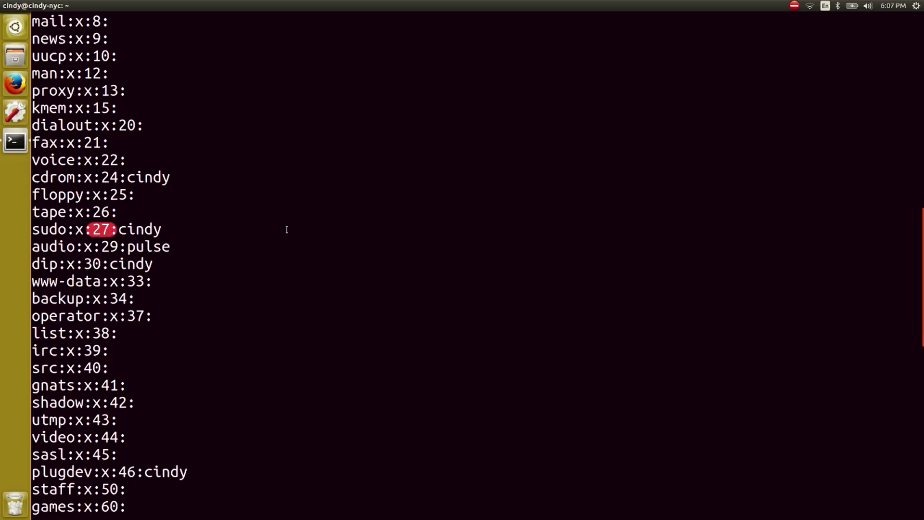 cindy@cindy-nyc: ~
En
6:07 PM
mail:x:8:
news:x:9:
uucp:x:10:
man:x:12:
proxy:x:13:
kmem:x:15:
dialout:x:20:
fax:x:21:
voice:x:22:
cdrom:x:24:cindy
floppy:x:25:
tape:x:26:
sudo:x:27:cindy
audio:x:29:pulse
dip:x:30:cindy
www-data:x:33:
backup:x:34:
operator:x:37:
list:x:38:
irc:x:39:
src:x:40:
gnats:x:41:
shadow:x:42:
utmp:x:43:
video:x:44:
sasl:x:45:
plugdev:x:46:cindy
staff:x:50:
games:x:60: